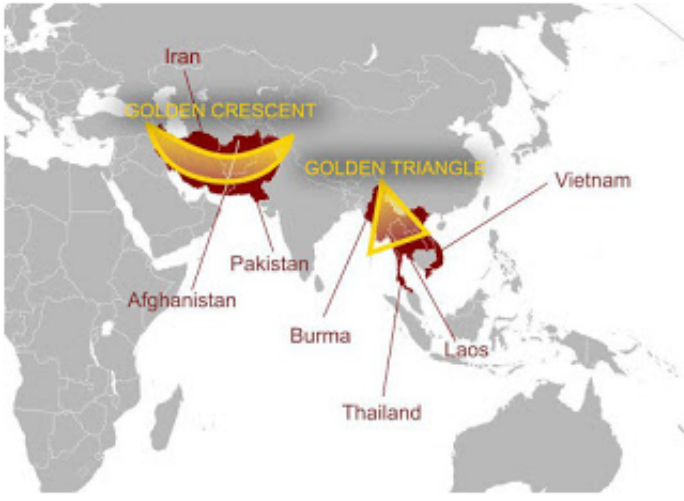 Iran
GOLDEN CRESCENT
GOLDEN TRIANGLE
Vietnam
Pakistan
Afghanistan
Burma
Laos
Thailand